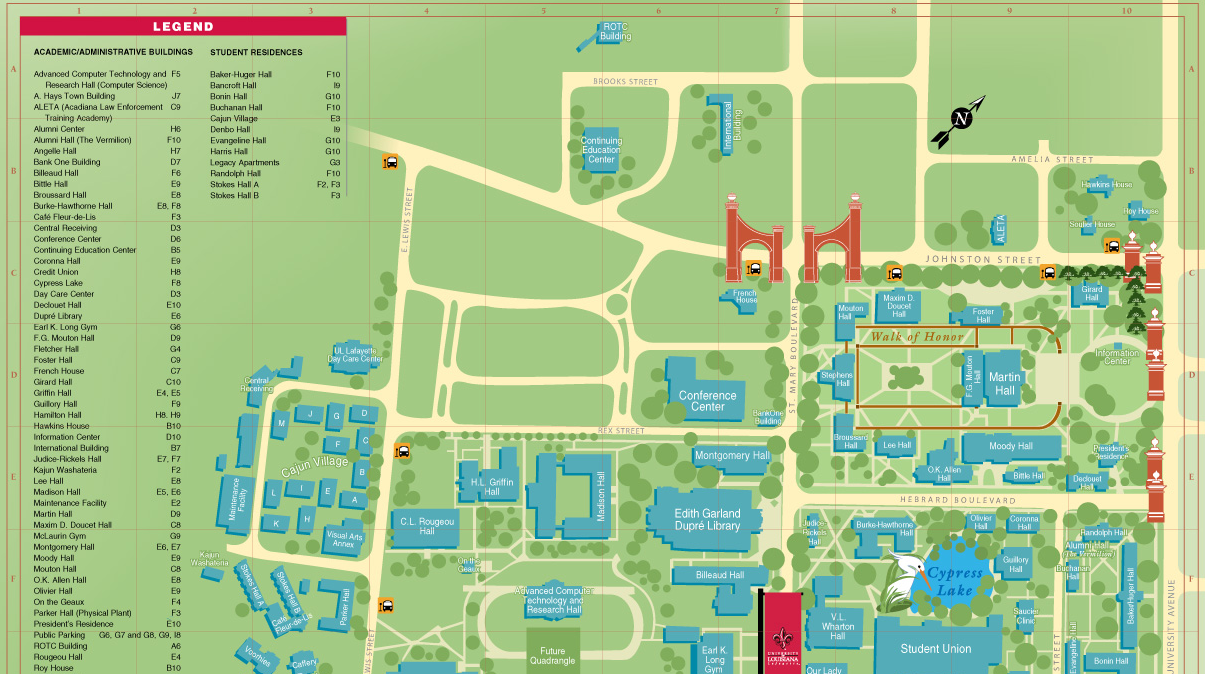 1 2 3 4 5 6 7 8 9 10
LEGEND
ACADEMIC/ADMINISTRATIVE BUILDINGS
Advanced Computer Technology and F5
Research Hall (Computer Science)
A. Hays Town Building J7
ALETA (Acadiana Law Enforcement C9
Training Academy)
Alumni Center H6
Alumni Hall (The Vermilion) F10
Angelle Hall H7
Bank One Building D7
Billeaud Hall F6
Bittle Hall E9
Broussard Hall E8
Burke-Hawthorne Hall E8, F8
Café Fleur-de-Lis F3
Central Receiving D3
Conference Center D6
Continuing Education Center B5
Coronna Hall E9
Credit Union H8
Cypress Lake F8
Day Care Center D3
Declouet Hall E10
Dupré Library E6
Earl K. Long Gym G6
F.G. Mouton Hall D9
Fletcher Hall G4
Foster Hall C9
French House C7
Girard Hall C10
Griffin Hall E4, E5
Guillory Hall F9
Hamilton Hall H8. H9
Hawkins House B10
Information Center D10
International Building B7
Judice-Rickels Hall E7, F7
Kajun Washateria F2
Lee Hall E8
Madison Hall E5, E6
Maintenance Facility E2
Martin Hall D9
Maxim D. Doucet Hall C8
McLaurin Gym G9
Montgomery Hall E6, E7
Moody Hall E9
Mouton Hall C8
O.K. Allen Hall E8
Olivier Hall E9
On the Geaux F4
Parker Hall (Physical Plant) F3
President's Residence E10
Public Parking G6, G7 and G8, G9, I8
ROTC Building A6
Rougeou Hall E4
Roy House B10
STUDENT RESIDENCES
Baker-Huger Hall F10
Bancroft Hall I9
Bonin Hall G10
Buchanan Hall F10
Cajun Village E3
Denbo Hall I9
Evangeline Hall G10
Harris Hall G10
Legacy Apartments G3
Randolph Hall F10
Stokes Hall A F2, F3
Stokes Hall B F3
A
A
B
B
C
C
D
D
E
E
F
F
ROTC
Building
BROOKS STREET
International
Building
Continuing
Education
Center
N
AMELIA STREET
Hawkins House
Roy House
Soulier House
ALETA
E LEWIS STREET
JOHNSTON STREET
French
House
ST. MARY BOULEVARD
Mouton
Hall
Maxim D.
Doucet
Hall
Foster
Hall
Girard
Hall
Walk of Honor
Information
Center
Stephens
Hall
F.G. Mouton
Hall
Martin
Hall
UL Lafayette
Day Care Center
Central
Receiving
Conference
Center
BankOne
Building
REX STREET
M
J
G
D
F
C
B
L
I
E
A
K
H
Cajun Village
Visual Arts
Annex
Maintenance
Facility
Broussard
Hall
Lee Hall
Moody Hall
President's
Residence
O.K. Allen
Hall
Bittle Hall
Declouet
Hall
Montgomery Hall
H.L. Griffin
Hall
Madison Hall
Edith Garland
Dupré Library
C.L. Rougeou
Hall
HEBRARD BOULEVARD
Judice-
Rickels
Hall
Burke-Hawthorne
Hall
Olivier
Hall
Coronna
Hall
Randolph Hall
Alumni Hall
(The Vermilion)
Guillory
Hall
Buchanan
Hall
Baker/Huger Hall
Cypress
Lake
Kajun
Washateria
On the
Geaux
Stokes Hall A
Stokes Hall B
Cafe
Fleur-de-Lis
Parker Hall
Billeaud Hall
Advanced Computer
Technology and
Research Hall
Saucier
Clinic
V.L.
Wharton
Hall
UNIVERSITY AVENUE
Student Union
Evangeline Hall
Bonin Hall
Voorhies
Caffery
WIS STREET
Future
Quadrangle
Earl K.
Long
Gym
UNIVERSITY
LOUISIANA
Lafayette
Our Lady
STREET